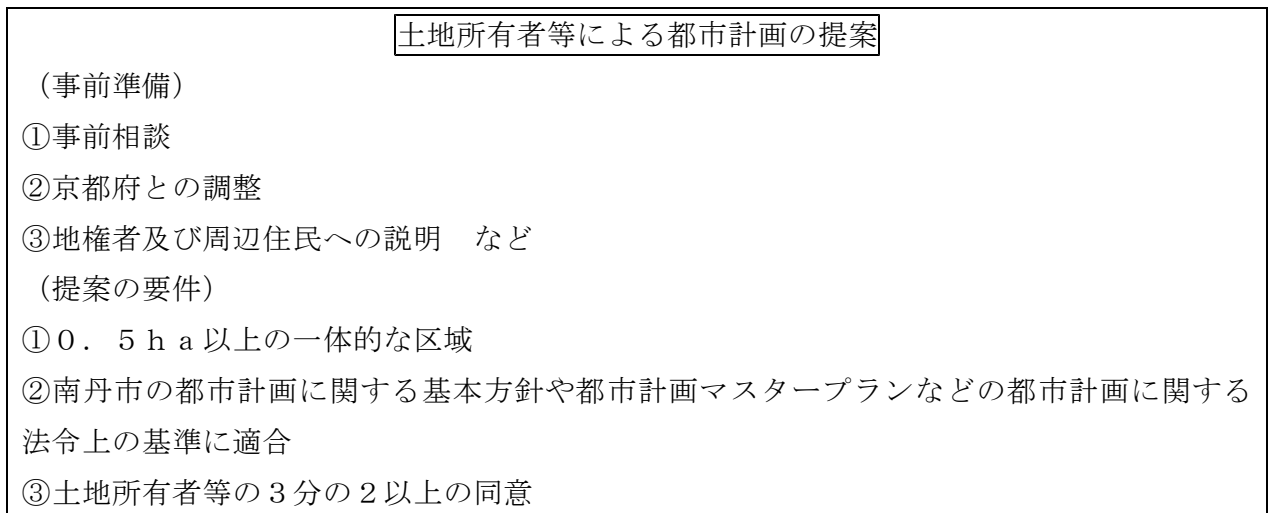 土地所有者等による都市計画の提案
（事前準備）
①事前相談
②京都府との調整
③地権者及び周辺住民への説明　など
（提案の要件）
①０．５ｈａ以上の一体的な区域
②南丹市の都市計画に関する基本方針や都市計画マスタープランなどの都市計画に関する
法令上の基準に適合
③土地所有者等の３分の２以上の同意